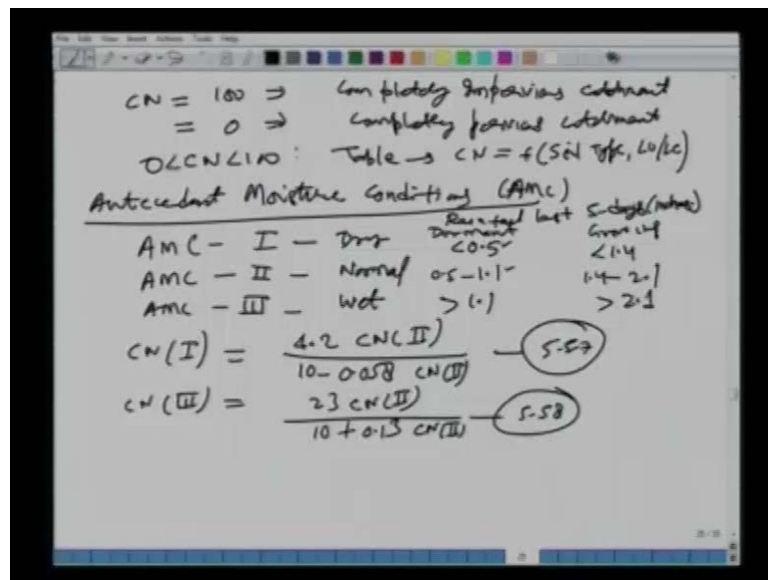 CN = 100 ⇒ Completely Impervious catchment
= 0 ⇒ Completely pervious catchment
0<CN<100 : Table → CN = f(Soil Type, LU/LC)
Antecedent Moisture Conditions (AMC)
Rainfall last 5-days (inches)
Dormant Growing
AMC - I - Dry <0.5 <1.4
AMC - II - Normal 0.5-1.1 1.4-2.1
AMC - III - Wet >1.1 >2.1
CN(I) = 4.2 CN(II) / 10-0.058 CN(II) - 5.57
CN(III) = 23 CN(II) / 10+0.13 CN(II) - 5.58